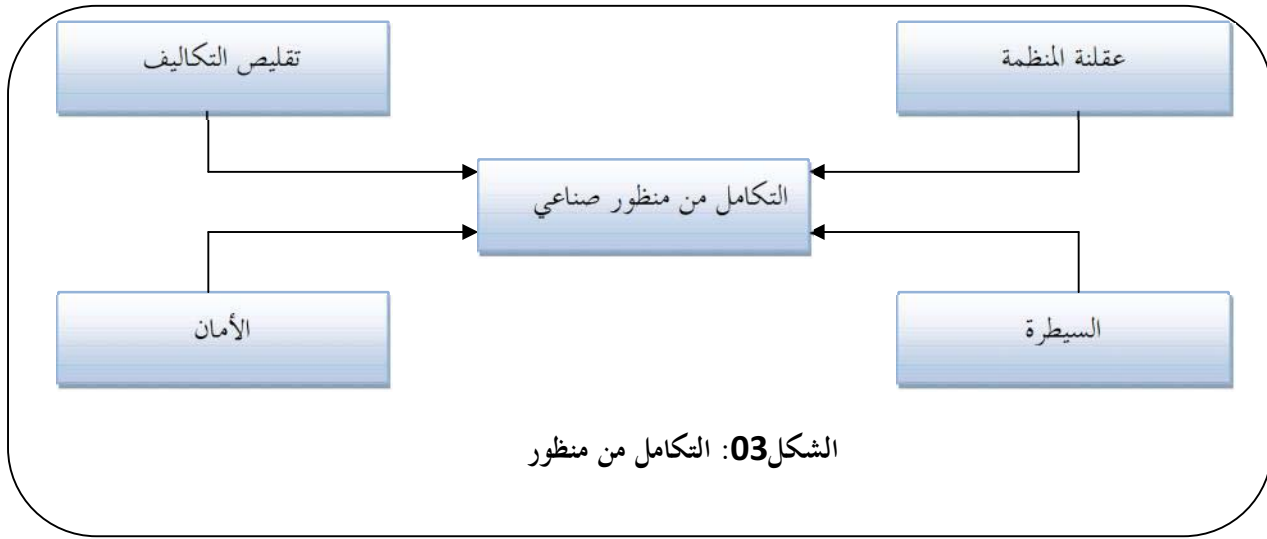 عقلنة المنظمة
تقليص التكاليف
التكامل من منظور صناعي
السيطرة
الأمان
الشكل03: التكامل من منظور